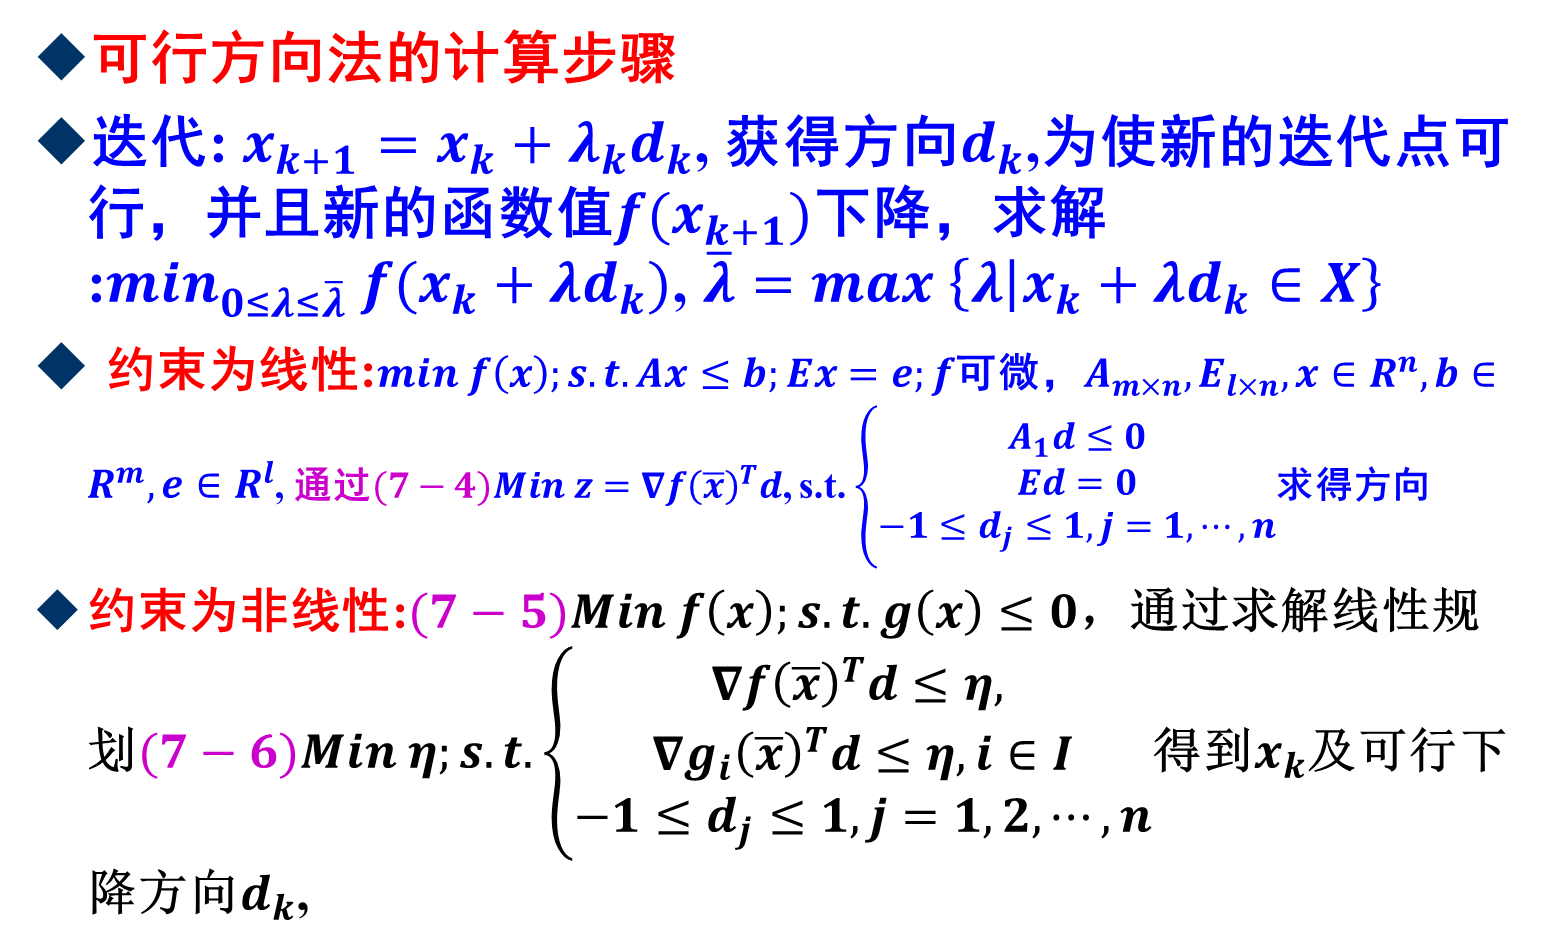 ◆可行方向法的计算步骤
◆迭代: x_{k+1} = x_k + λ_k d_k, 获得方向d_k,为使新的迭代点可
行，并且新的函数值f(x_{k+1})下降，求解
:min_{0≤λ≤λ̄} f(x_k + λd_k), λ̄ = max {λ|x_k + λd_k ∈ X}
◆ 约束为线性:min f(x); s.t. Ax ≤ b; Ex = e; f可微，A_{m×n}, E_{l×n}, x ∈ R^n, b ∈
R^m, e ∈ R^l, 通过(7 − 4)Min z = ∇f(x̄)^T d, s.t. { A_1 d ≤ 0
Ed = 0
−1 ≤ d_j ≤ 1, j = 1, ⋯, n 求得方向
◆约束为非线性:(7 − 5)Min f(x); s.t. g(x) ≤ 0，通过求解线性规
划(7 − 6)Min η; s.t. { ∇f(x̄)^T d ≤ η,
∇g_i(x̄)^T d ≤ η, i ∈ I
−1 ≤ d_j ≤ 1, j = 1, 2, ⋯, n 得到x_k及可行下
降方向d_k,